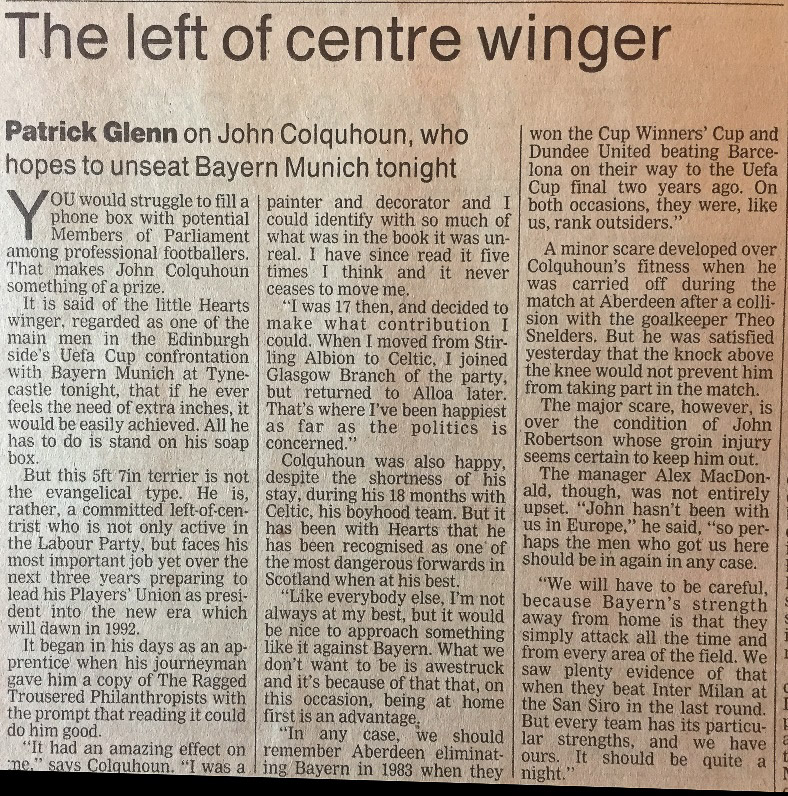 The left of centre winger
Patrick Glenn on John Colquhoun, who
hopes to unseat Bayern Munich tonight
YOU would struggle to fill a
phone box with potential
Members of Parliament
among professional footballers.
That makes John Colquhoun
something of a prize.
It is said of the little Hearts
winger, regarded as one of the
main men in the Edinburgh
side's Uefa Cup confrontation
with Bayern Munich at Tyne-
castle tonight, that if he ever
feels the need of extra inches, it
would be easily achieved. All he
has to do is stand on his soap
box.
But this 5ft 7in terrier is not
the evangelical type. He is,
rather, a committed left-of-cen-
trist who is not only active in
the Labour Party, but faces his
most important job yet over the
next three years preparing to
lead his Players' Union as presi-
dent into the new era which
will dawn in 1992.
It began in his days as an ap-
prentice when his journeyman
gave him a copy of The Ragged
Trousered Philanthropists with
the prompt that reading it could
do him good.
"It had an amazing effect on
me," says Colquhoun. "I was a
painter and decorator and I
could identify with so much of
what was in the book it was un-
real. I have since read it five
times I think and it never
ceases to move me.
"I was 17 then, and decided to
make what contribution I
could. When I moved from Stir-
ling Albion to Celtic, I joined
Glasgow Branch of the party,
but returned to Alloa later.
That's where I've been happiest
as far as the politics is
concerned."
Colquhoun was also happy,
despite the shortness of his
stay, during his 18 months with
Celtic, his boyhood team. But it
has been with Hearts that he
has been recognised as one of
the most dangerous forwards in
Scotland when at his best.
"Like everybody else, I'm not
always at my best, but it would
be nice to approach something
like it against Bayern. What we
don't want to be is awestruck
and it's because of that that, on
this occasion, being at home
first is an advantage.
"In any case, we should
remember Aberdeen eliminat-
ing Bayern in 1983 when they
won the Cup Winners' Cup and
Dundee United beating Barce-
lona on their way to the Uefa
Cup final two years ago. On
both occasions, they were, like
us, rank outsiders."
A minor scare developed over
Colquhoun's fitness when he
was carried off during the
match at Aberdeen after a colli-
sion with the goalkeeper Theo
Snelders. But he was satisfied
yesterday that the knock above
the knee would not prevent him
from taking part in the match.
The major scare, however, is
over the condition of John
Robertson whose groin injury
seems certain to keep him out.
The manager Alex MacDon-
ald, though, was not entirely
upset. "John hasn't been with
us in Europe," he said, "so per-
haps the men who got us here
should be in again in any case.
"We will have to be careful,
because Bayern's strength
away from home is that they
simply attack all the time and
from every area of the field. We
saw plenty evidence of that
when they beat Inter Milan at
the San Siro in the last round.
But every team has its particu-
lar strengths, and we have
ours. It should be quite a
night."